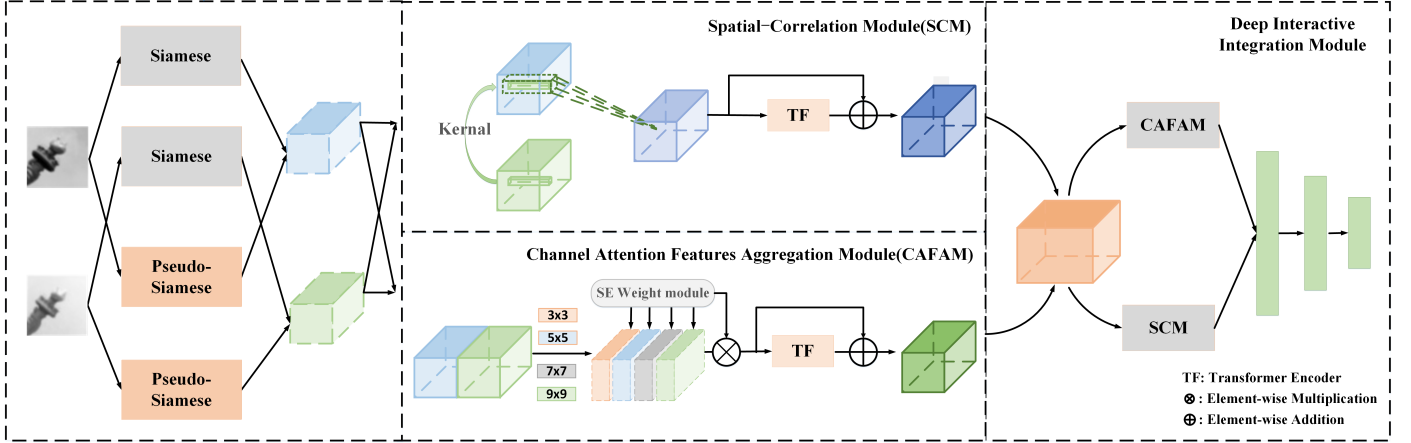 Siamese
Siamese
Pseudo-
Siamese
Pseudo-
Siamese
Spatial−Correlation Module(SCM)
Kernal
TF
Channel Attention Features Aggregation Module(CAFAM)
SE Weight module
3x3
5x5
7x7
9x9
TF
Deep Interactive
Integration Module
CAFAM
SCM
TF: Transformer Encoder
⊗ : Element-wise Multiplication
⊕ : Element-wise Addition